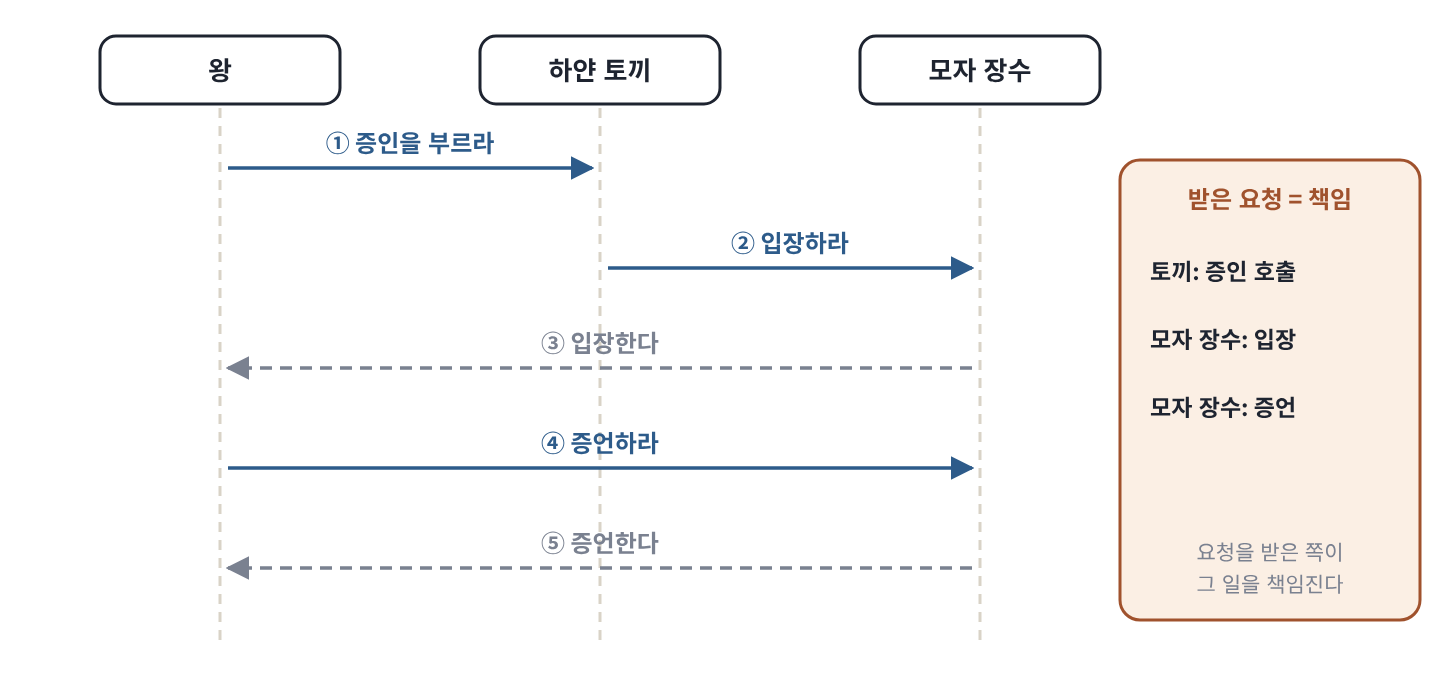 왕
하얀 토끼
모자 장수
① 증인을 부르라
② 입장하라
③ 입장한다
④ 증언하라
⑤ 증언한다
받은 요청 = 책임
토끼: 증인 호출
모자 장수: 입장
모자 장수: 증언
요청을 받은 쪽이
그 일을 책임진다